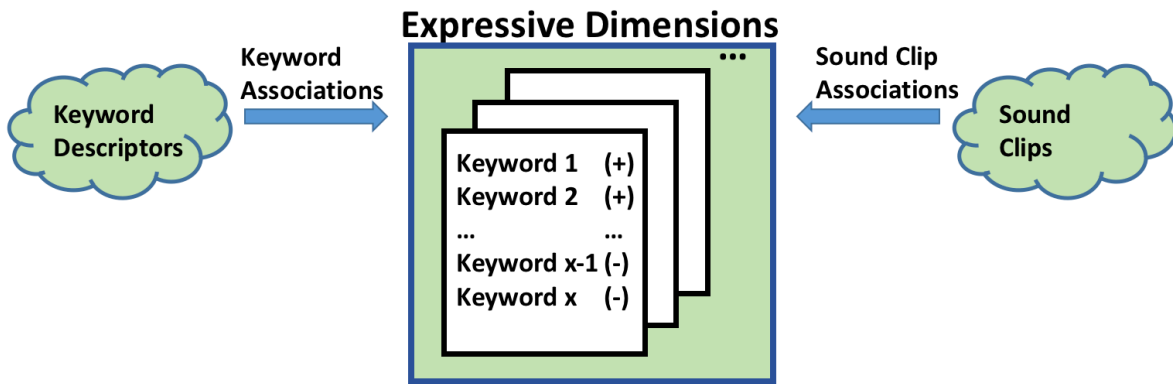 Expressive Dimensions
Keyword
Associations
Keyword
Descriptors
...
Keyword 1 (+)
Keyword 2 (+)
... ...
Keyword x-1 (-)
Keyword x (-)
Sound Clip
Associations
Sound
Clips